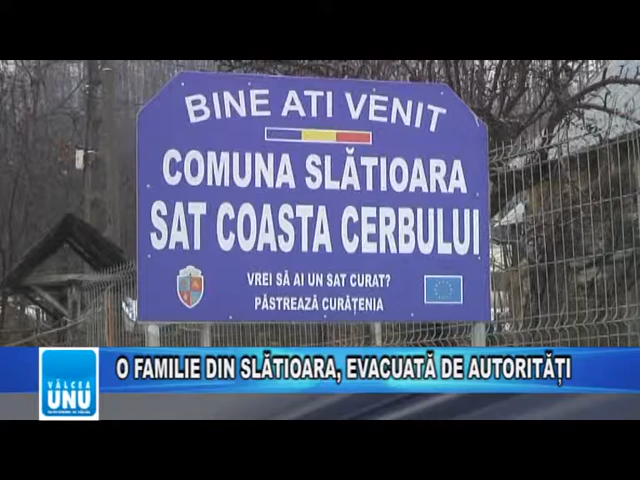 BINE ATI VENIT
COMUNA SLĂTIOARA
SAT COASTA CERBULUI
VREI SĂ AI UN SAT CURAT?
PĂSTREAZĂ CURĂȚENIA
O FAMILIE DIN SLĂTIOARA, EVACUATĂ DE AUTORITĂȚI
VÂLCEA
UNU